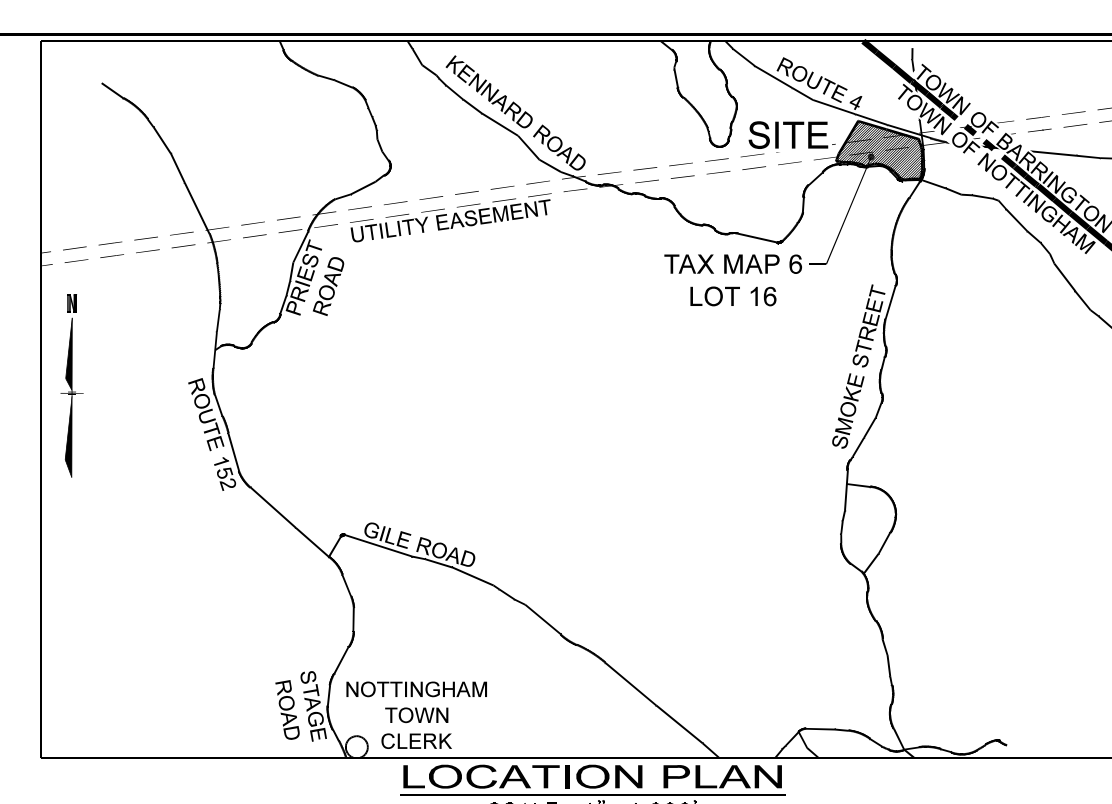 KENNARD ROAD
ROUTE 4
TOWN OF BARRINGTON
TOWN OF NOTTINGHAM
SITE
UTILITY EASEMENT
PRIEST
ROAD
TAX MAP 6
LOT 16
N
SMOKE STREET
ROUTE 152
GILE ROAD
STAGE
ROAD
NOTTINGHAM
TOWN
CLERK
LOCATION PLAN